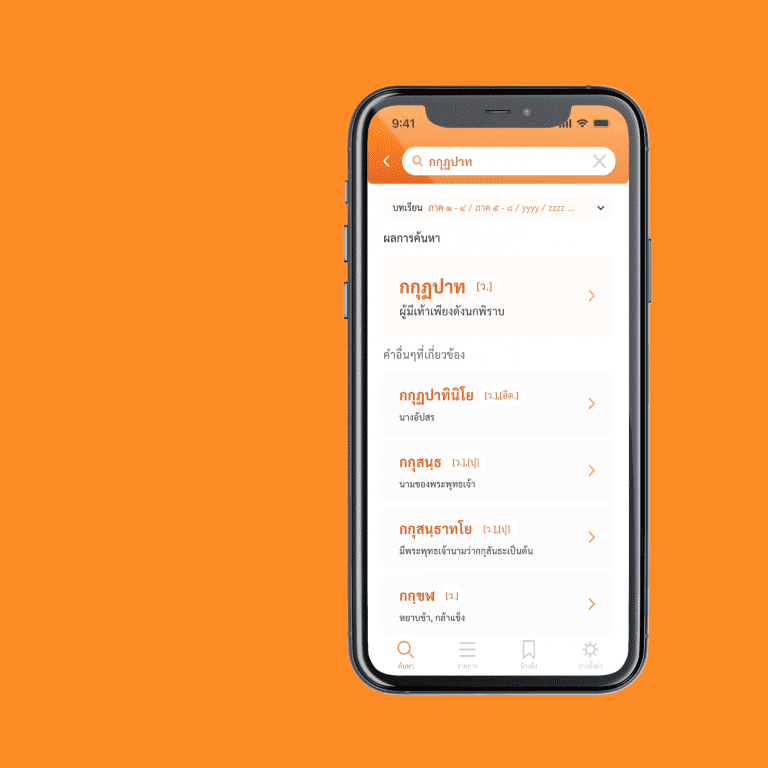 9:41
กกุฏปาท
บทเรียน ภาค ๑ - ๔ / ภาค ๕ - ๘ / yyyy / zzzz ...
ผลการค้นหา
กกุฏปาท [ว.]
ผู้มีเท้าเพียงดังนกพิราบ
คำอื่นๆที่เกี่ยวข้อง
กกุฏปาทินิโย [ว.],[อิต.]
นางอัปสร
กกุสนฺธ [ว.],[ปุ]
นามของพระพุทธเจ้า
กกุสนฺธาทโย [ว.],[ปุ]
มีพระพุทธเจ้านามว่ากกุสันธะเป็นต้น
กกฺขฬ [ว.]
หยาบช้า, กล้าแข็ง
ค้นหา รายการ อ้างอิง การตั้งค่า